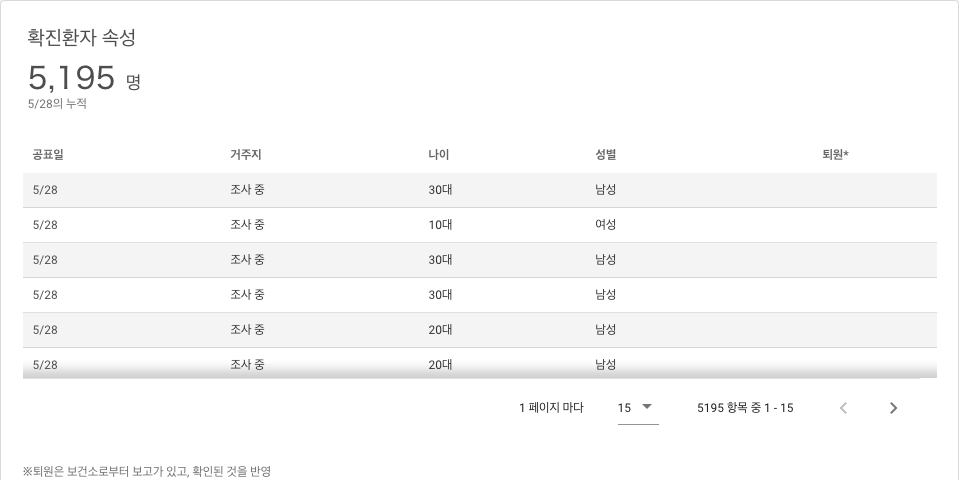 확진환자 속성
5,195 명
5/28의 누적
공표일 거주지 나이 성별 퇴원*
5/28 조사 중 30대 남성
5/28 조사 중 10대 여성
5/28 조사 중 30대 남성
5/28 조사 중 30대 남성
5/28 조사 중 20대 남성
5/28 조사 중 20대 남성
1 페이지 마다 15 5195 항목 중 1 - 15
※퇴원은 보건소로부터 보고가 있고, 확인된 것을 반영